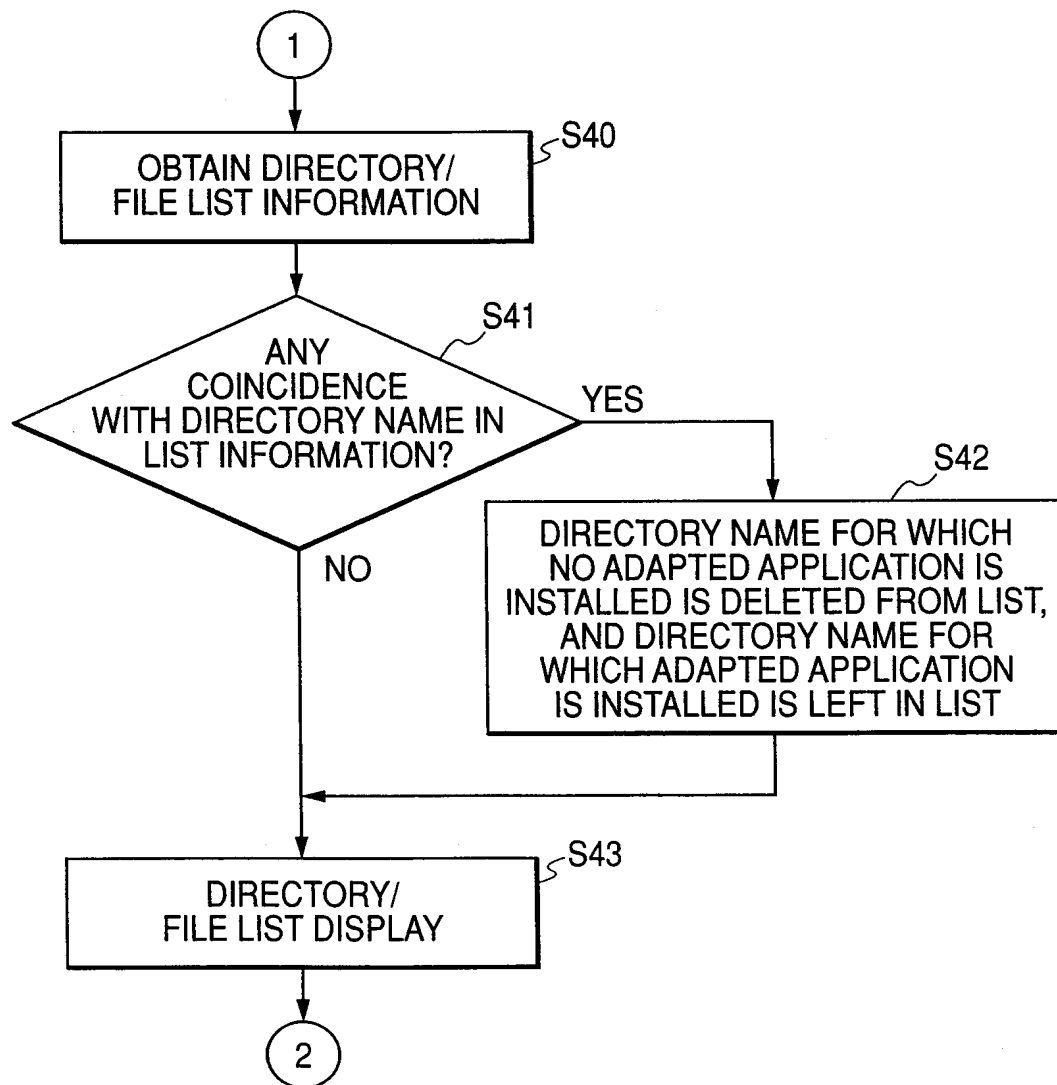 1
S40
OBTAIN DIRECTORY/
FILE LIST INFORMATION
S41
ANY
COINCIDENCE
WITH DIRECTORY NAME IN
LIST INFORMATION?
YES
NO
S42
DIRECTORY NAME FOR WHICH
NO ADAPTED APPLICATION IS
INSTALLED IS DELETED FROM LIST,
AND DIRECTORY NAME FOR
WHICH ADAPTED APPLICATION
IS INSTALLED IS LEFT IN LIST
S43
DIRECTORY/
FILE LIST DISPLAY
2